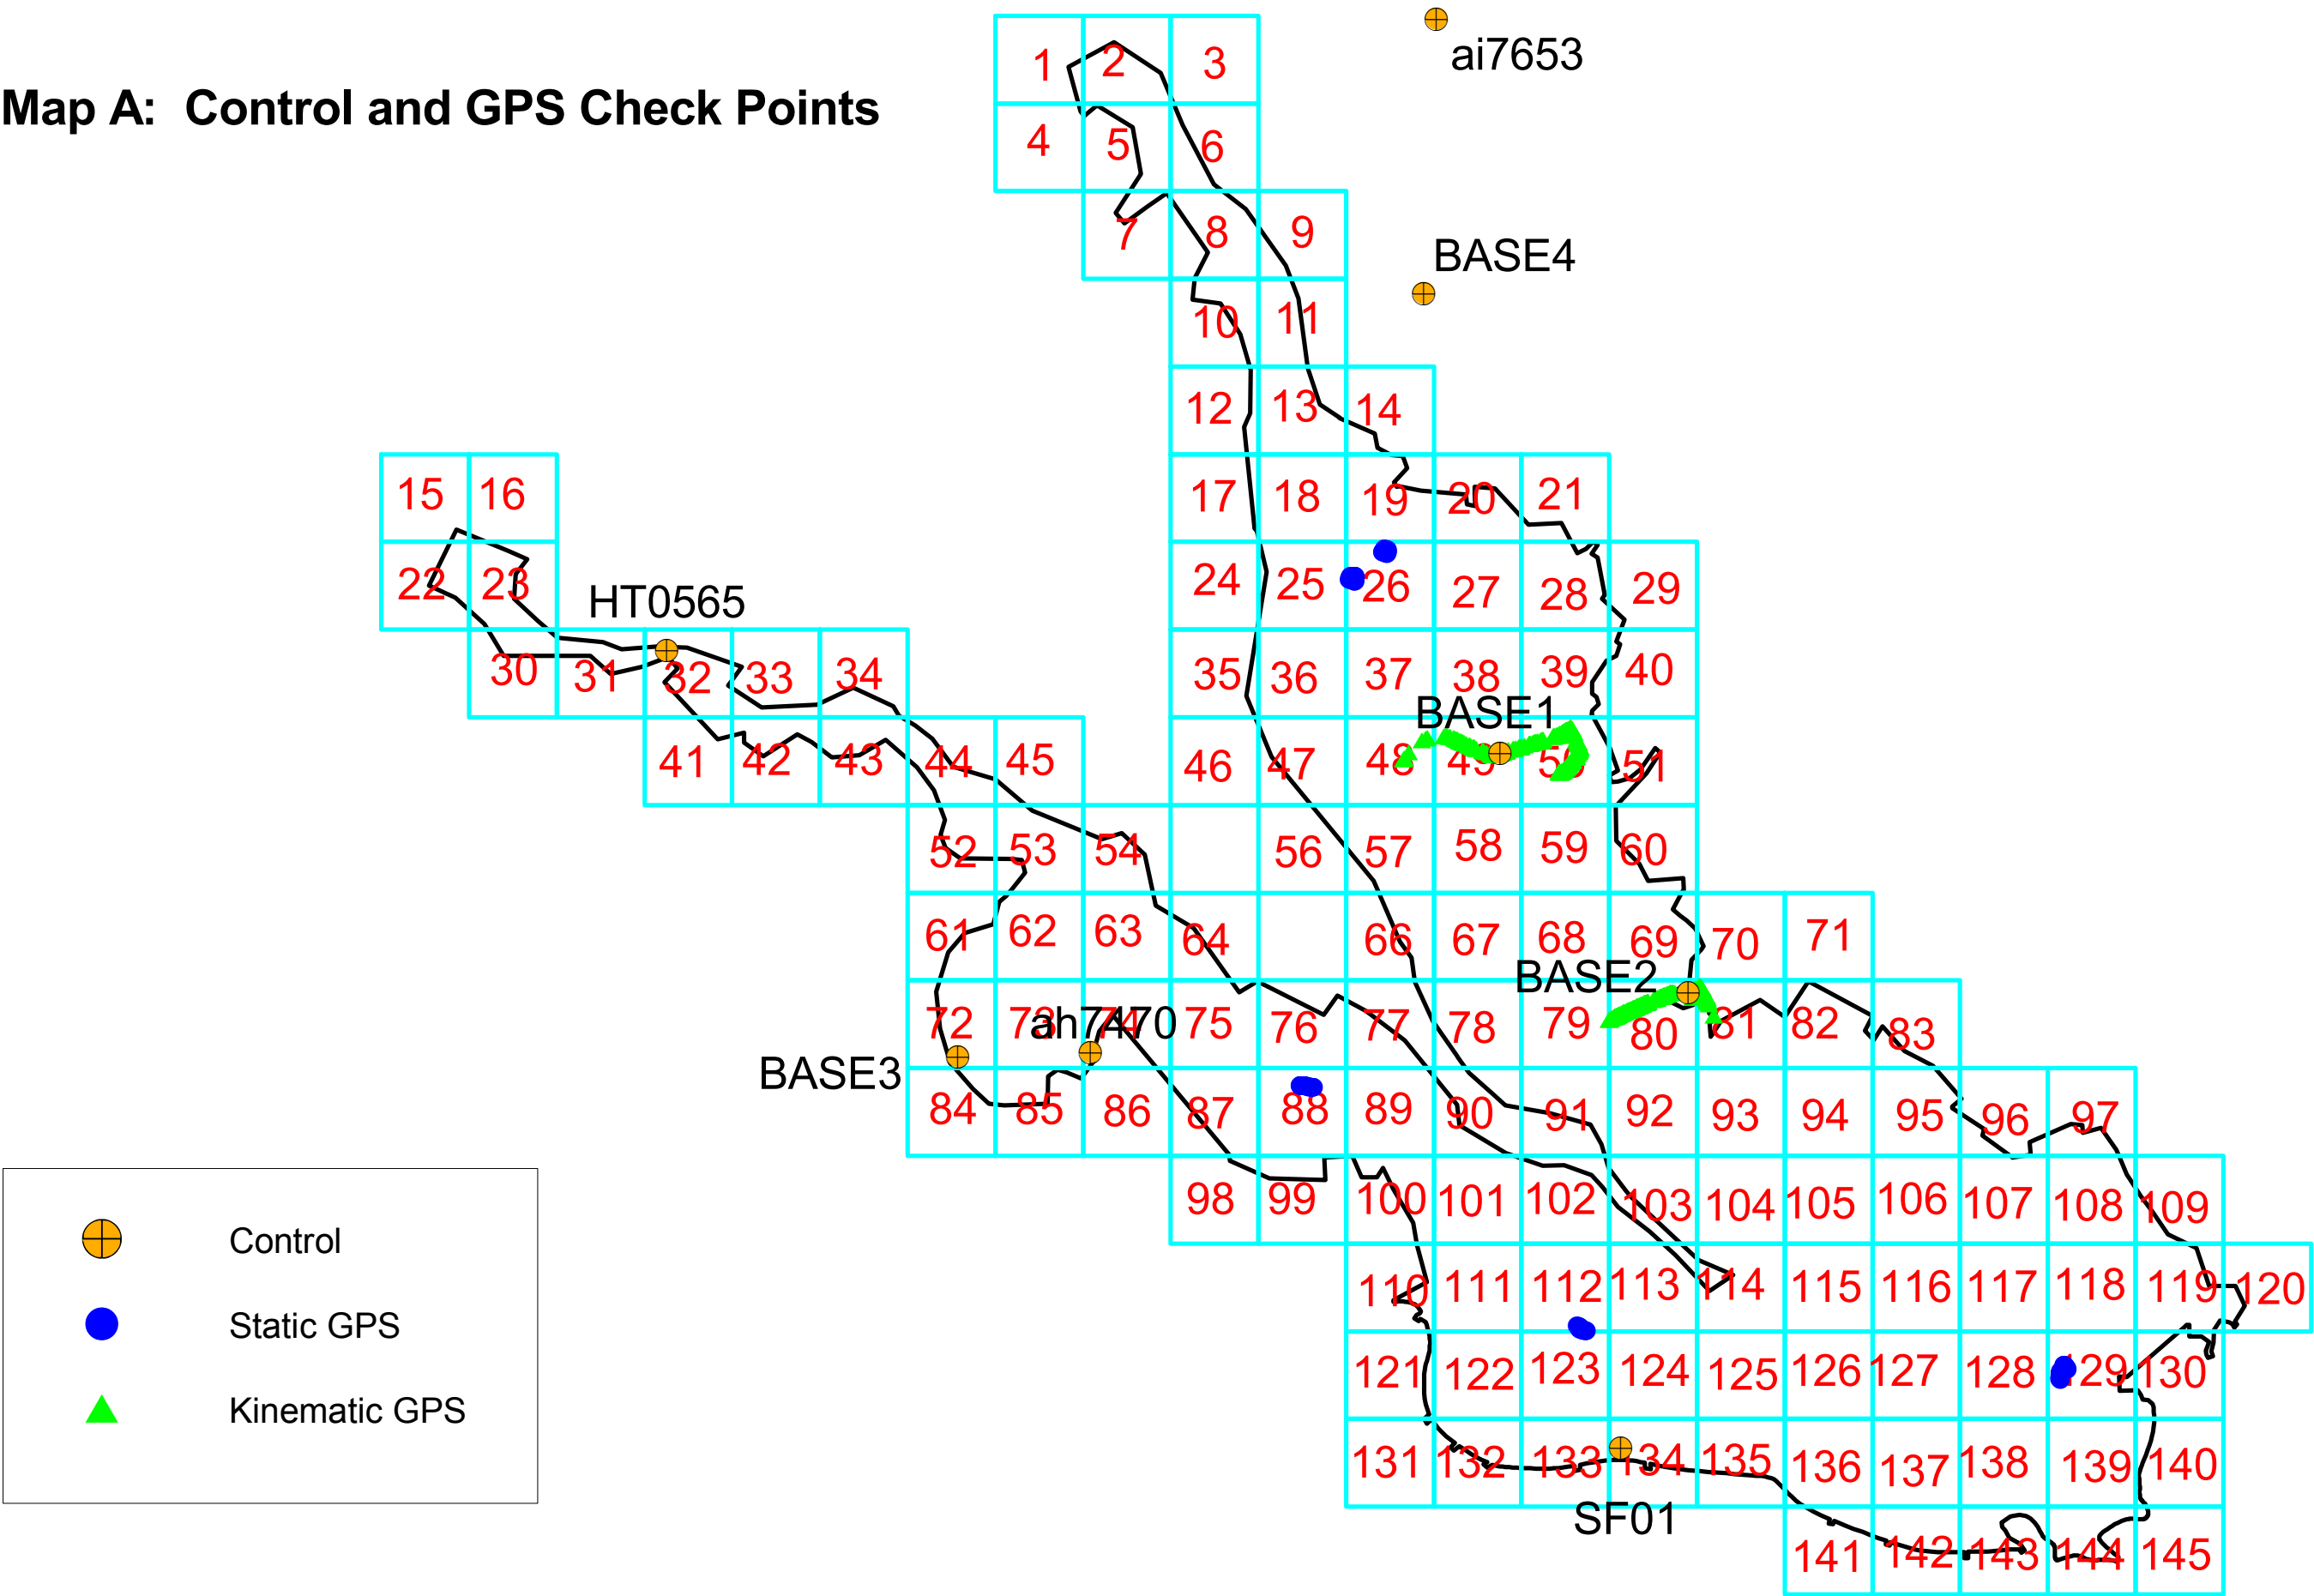 ai7653
1 2 3
Map A: Control and GPS Check Points
4 5 6
7 8 9
BASE4
10 11
12 13 14
15 16 17 18 19 20 21
22 23 24 25 26 27 28 29
HT0565
30 31 32 33 34 35 36 37 38 39 40
BASE1
41 42 43 44 45 46 47 48 49 50 51
52 53 54 56 57 58 59 60
61 62 63 64 66 67 68 69 70 71
BASE2
72 73 74 75 76 77 78 79 80 81 82 83
ah7470
BASE3
84 85 86 87 88 89 90 91 92 93 94 95 96 97
98 99 100 101 102 103 104 105 106 107 108 109
Control
110 111 112 113 114 115 116 117 118 119 120
Static GPS
121 122 123 124 125 126 127 128 129 130
Kinematic GPS
131 132 133 134 135 136 137 138 139 140
SF01
141 142 143 144 145